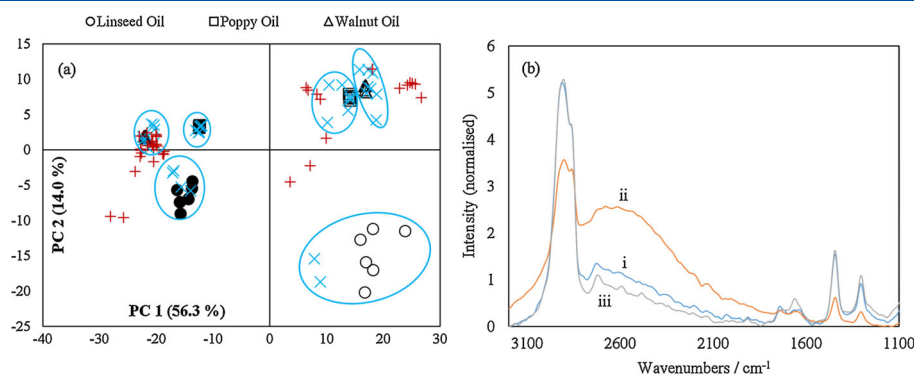 Linseed Oil Poppy Oil Walnut Oil
(a)
15
10
5
0
-5
-10
-15
-20
-25
-40 -30 -20 -10 0 10 20 30
PC 2 (14.0 %)
PC 1 (56.3 %)
(b)
6
5
4
3
2
1
0
Intensity (normalised)
ii
i
iii
3100 2600 2100 1600 1100
Wavenumbers / cm-1